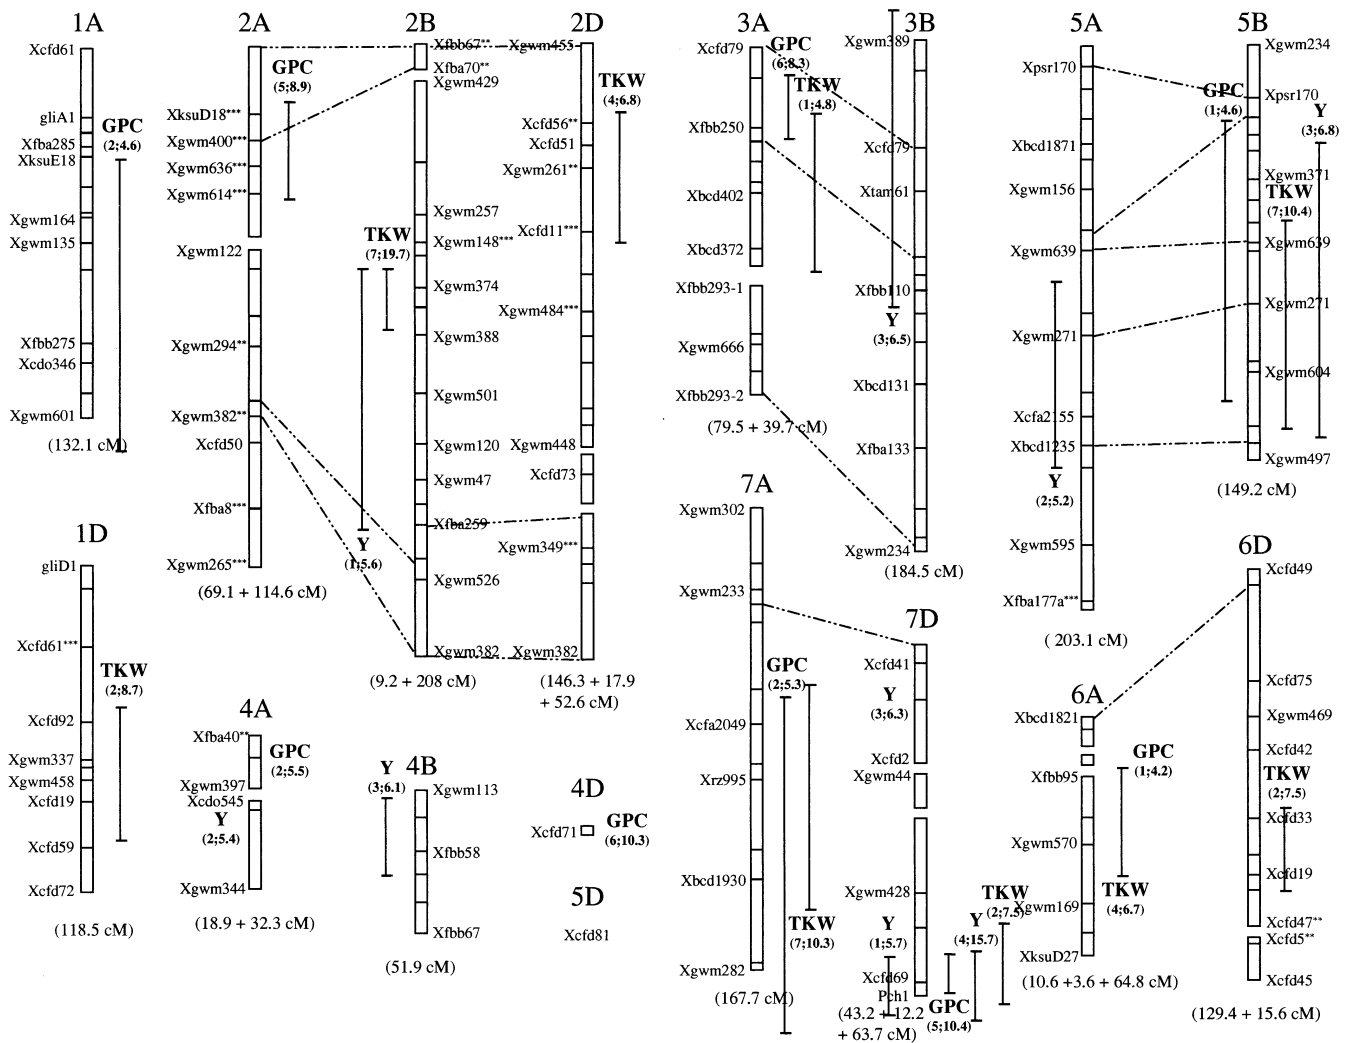 1A
Xcfd61
gliA1
Xfba285
XksuE18
GPC
(2;4.6)
Xgwm164
Xgwm135
Xfbb275
Xcdo346
Xgwm601
(132.1 cM)
1D
gliD1
Xcfd61***
TKW
(2;8.7)
Xcfd92
Xgwm337
Xgwm458
Xcfd19
Xcfd59
Xcfd72
(118.5 cM)
2A
GPC
(5;8.9)
XksuD18***
Xgwm400***
Xgwm636***
Xgwm614***
Xgwm122
Xgwm294**
Xgwm382**
Xcfd50
Xfba8***
Xgwm265***
(69.1 + 114.6 cM)
2B
Xfbb67**
Xfba70**
Xgwm429
Xgwm257
Xgwm148***
TKW
(7;19.7)
Xgwm374
Xgwm388
Xgwm501
Xgwm120
Xgwm47
Xfba259
Y
(1;5.6)
Xgwm526
Xgwm382
(9.2 + 208 cM)
2D
Xgwm455
TKW
(4;6.8)
Xcfd56**
Xcfd51
Xgwm261**
Xcfd11***
Xgwm484***
Xgwm448
Xcfd73
Xgwm349***
Xgwm382
(146.3 + 17.9
+ 52.6 cM)
4A
Xfba40**
GPC
(2;5.5)
Xgwm397
Xcdo545
Y
(2;5.4)
Xgwm344
(18.9 + 32.3 cM)
4B
Y
(3;6.1)
Xgwm113
Xfbb58
Xfbb67
(51.9 cM)
4D
Xcfd71
GPC
(6;10.3)
5D
Xcfd81
3A
Xcfd79
GPC
(6;8.3)
TKW
(1;4.8)
Xfbb250
Xbcd402
Xbcd372
Xfbb293-1
Xgwm666
Xfbb293-2
(79.5 + 39.7 cM)
3B
Xgwm389
Xcfd79
Xtam61
Xfbb110
Y
(3;6.5)
Xbcd131
Xfba133
Xgwm234
(184.5 cM)
7A
Xgwm302
Xgwm233
GPC
(2;5.3)
Xcfa2049
Xrz995
Xbcd1930
TKW
(7;10.3)
Xgwm282
(167.7 cM)
7D
Xcfd41
Y
(3;6.3)
Xcfd2
Xgwm44
Xgwm428
TKW
(2;7.5)
Y
(1;5.7)
Y
(4;15.7)
Xcfd69
Pch1
GPC
(5;10.4)
(43.2 + 12.2
+ 63.7 cM)
5A
Xpsr170
Xbcd1871
Xgwm156
Xgwm639
Xgwm271
Xcfa2155
Xbcd1235
Y
(2;5.2)
Xgwm595
Xfba177a***
( 203.1 cM)
5B
Xgwm234
GPC
(1;4.6)
Xpsr170
Y
(3;6.8)
Xgwm371
TKW
(7;10.4)
Xgwm639
Xgwm271
Xgwm604
Xgwm497
(149.2 cM)
6A
Xbcd1821
GPC
(1;4.2)
Xfbb95
Xgwm570
TKW
(4;6.7)
Xgwm169
XksuD27
(10.6 +3.6 + 64.8 cM)
6D
Xcfd49
Xcfd75
Xgwm469
Xcfd42
TKW
(2;7.5)
Xcfd33
Xcfd19
Xcfd47**
Xcfd5**
Xcfd45
(129.4 + 15.6 cM)